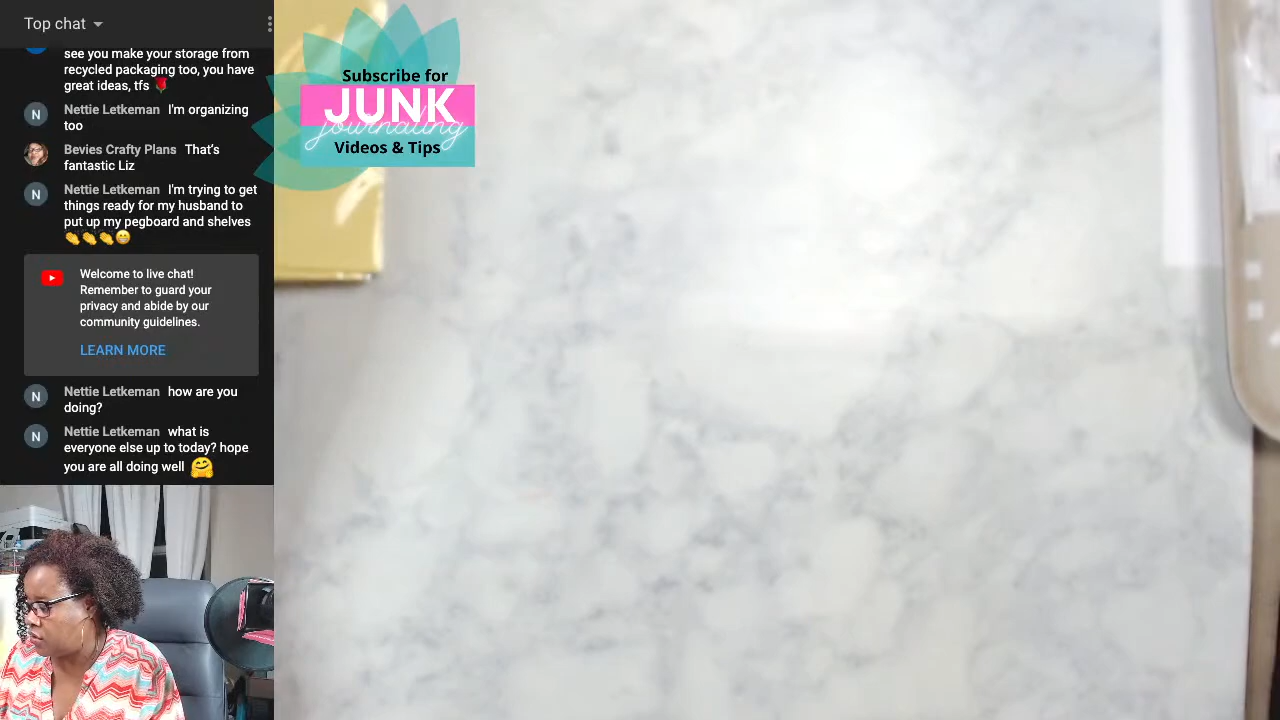 Top chat
see you make your storage from
recycled packaging too, you have
great ideas, tfs 🌹
N Nettie Letkeman I'm organizing
too
Bevies Crafty Plans That's
fantastic Liz
N Nettie Letkeman I'm trying to get
things ready for my husband to
put up my pegboard and shelves
👏👏👏😁
Welcome to live chat!
Remember to guard your
privacy and abide by our
community guidelines.
LEARN MORE
N Nettie Letkeman how are you
doing?
N Nettie Letkeman what is
everyone else up to today? hope
you are all doing well 🤗
Subscribe for
JUNK
journaling
Videos & Tips